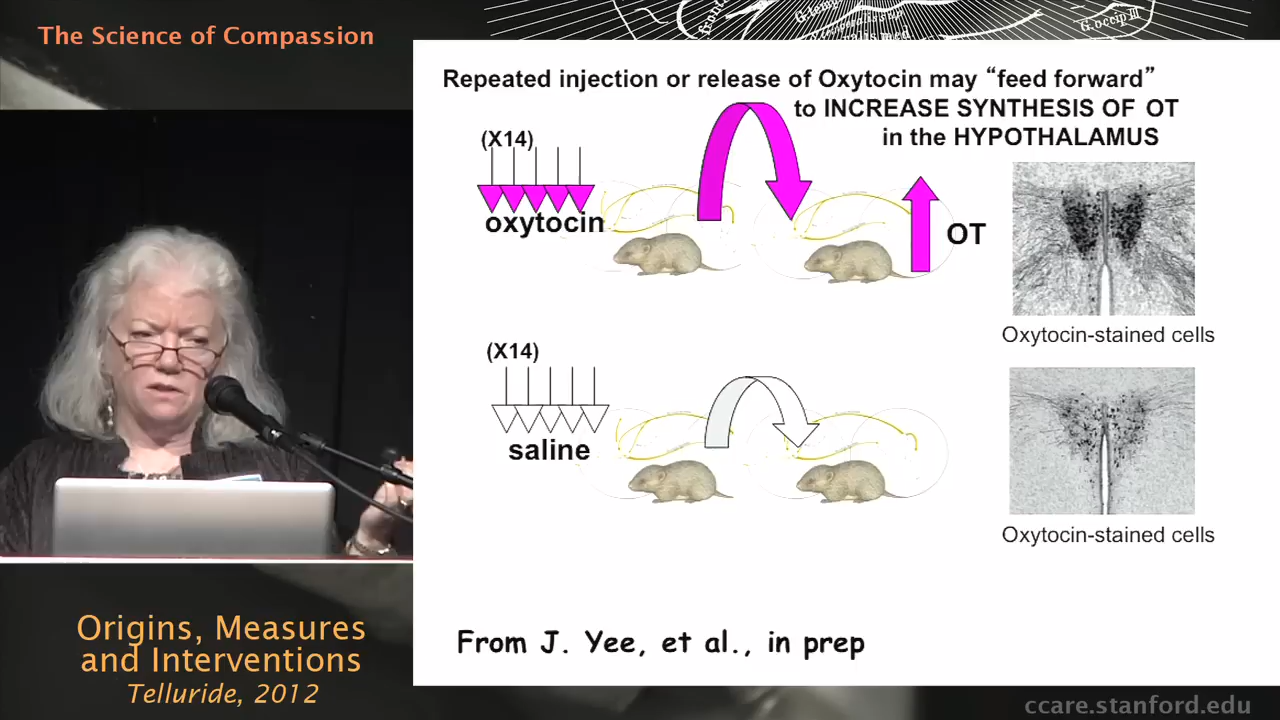 The Science of Compassion
G.occip III
Repeated injection or release of Oxytocin may “feed forward”
to INCREASE SYNTHESIS OF OT
in the HYPOTHALAMUS
(X14)
oxytocin
OT
Oxytocin-stained cells
(X14)
saline
Oxytocin-stained cells
From J. Yee, et al., in prep
Origins, Measures
and Interventions
Telluride, 2012
ccare.stanford.edu